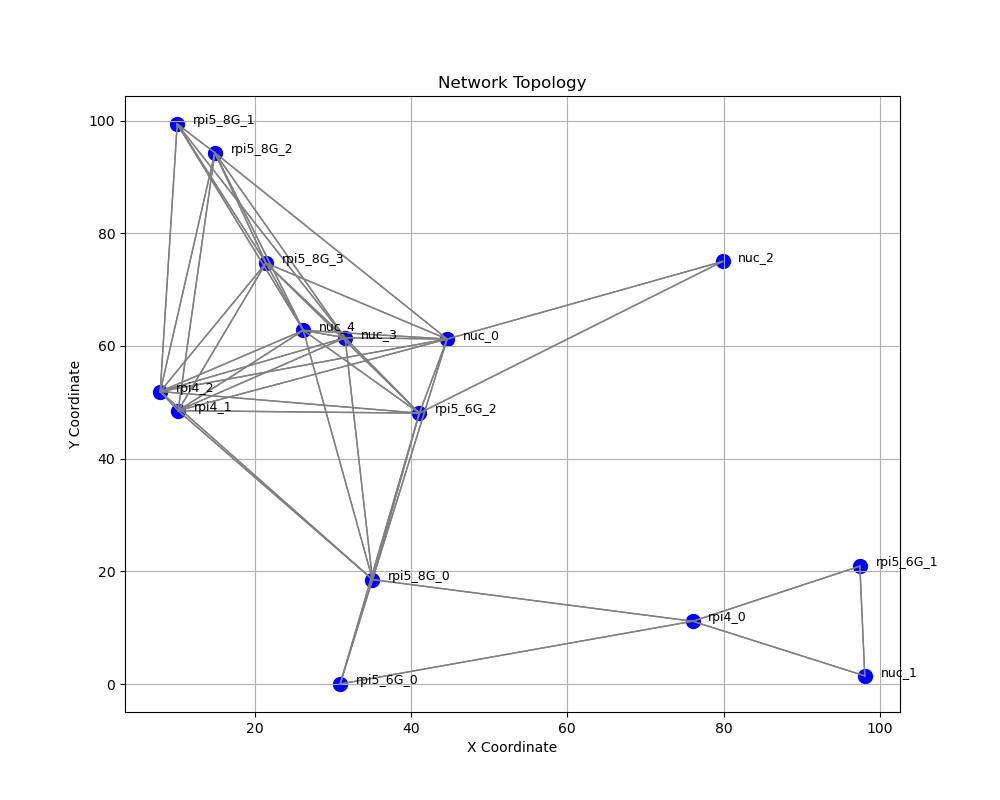 Network Topology
100
80
60
40
20
0
Y Coordinate
rpi5_8G_1
rpi5_8G_2
rpi5_8G_3
nuc_2
nuc_4
nuc_3
nuc_0
rpi4_2
rpi4_1
rpi5_6G_2
rpi5_8G_0
rpi5_6G_1
rpi4_0
nuc_1
rpi5_6G_0
20
40
60
80
100
X Coordinate